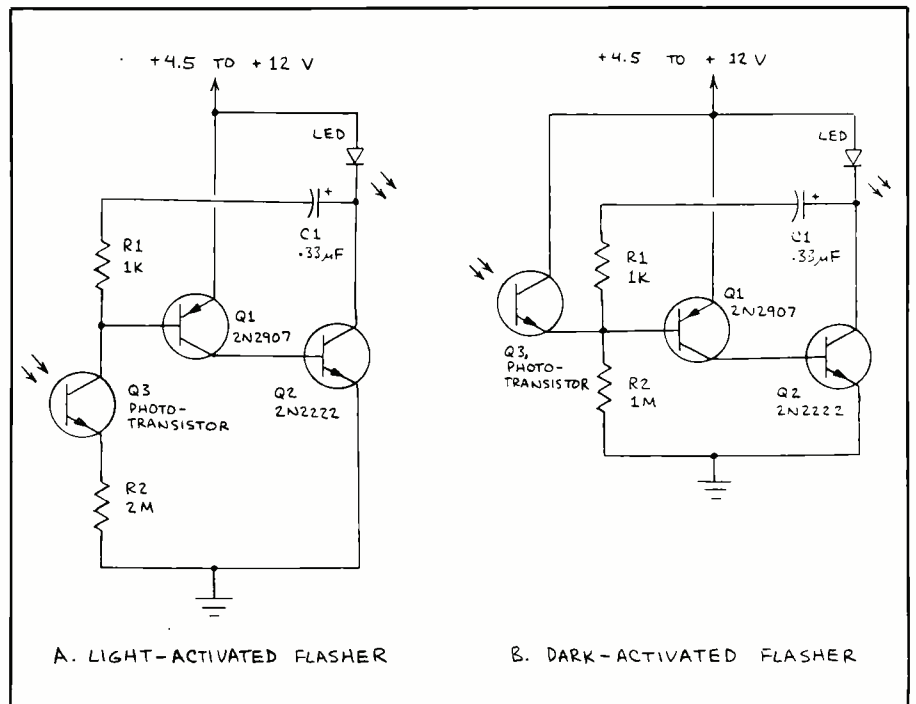 +4.5 TO +12 V
LED
C1
.33µF
+
R1
1K
Q1
2N2907
Q3
PHOTO-
TRANSISTOR
Q2
2N2222
R2
2M
A. LIGHT-ACTIVATED FLASHER
+4.5 TO + 12 V
LED
+
C1
.33µF
R1
1K
Q1
2N2907
Q3,
PHOTO-
TRANSISTOR
R2
1M
Q2
2N2222
B. DARK-ACTIVATED FLASHER